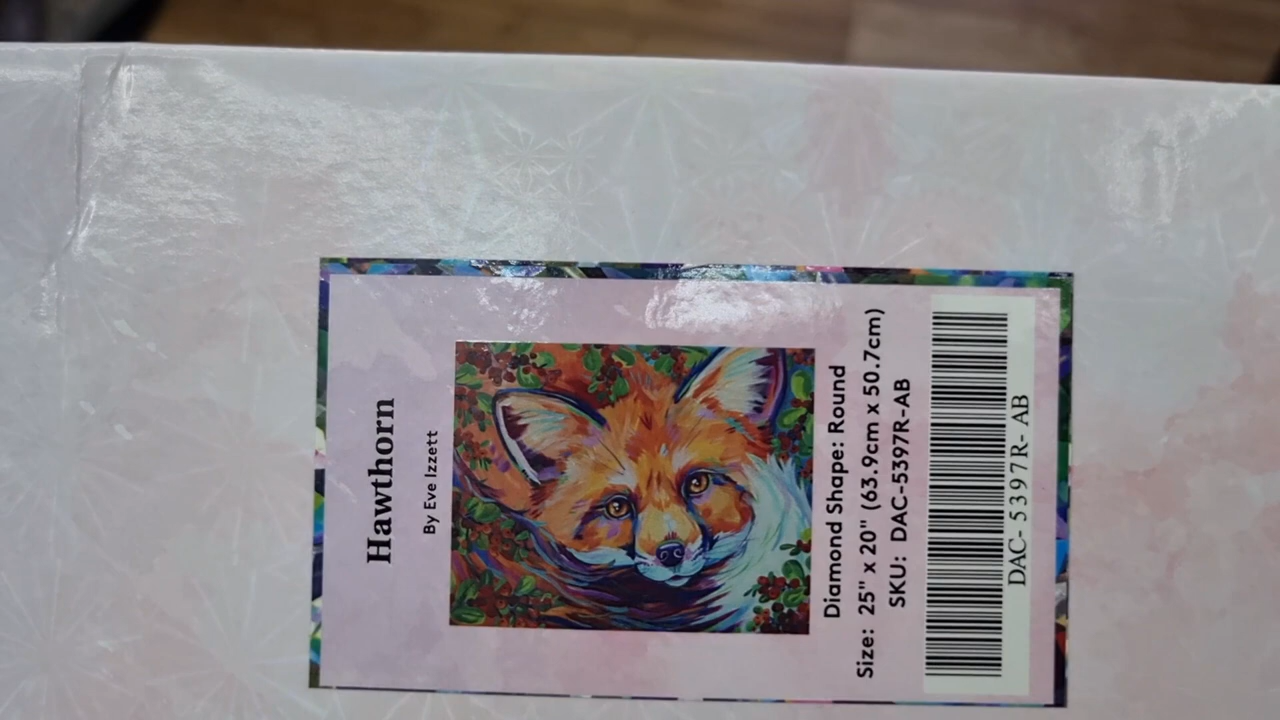 Hawthorn
By Eve Izzett
Diamond Shape: Round
Size: 25" x 20" (63.9cm x 50.7cm)
SKU: DAC-5397R-AB
DAC- 5397R- AB